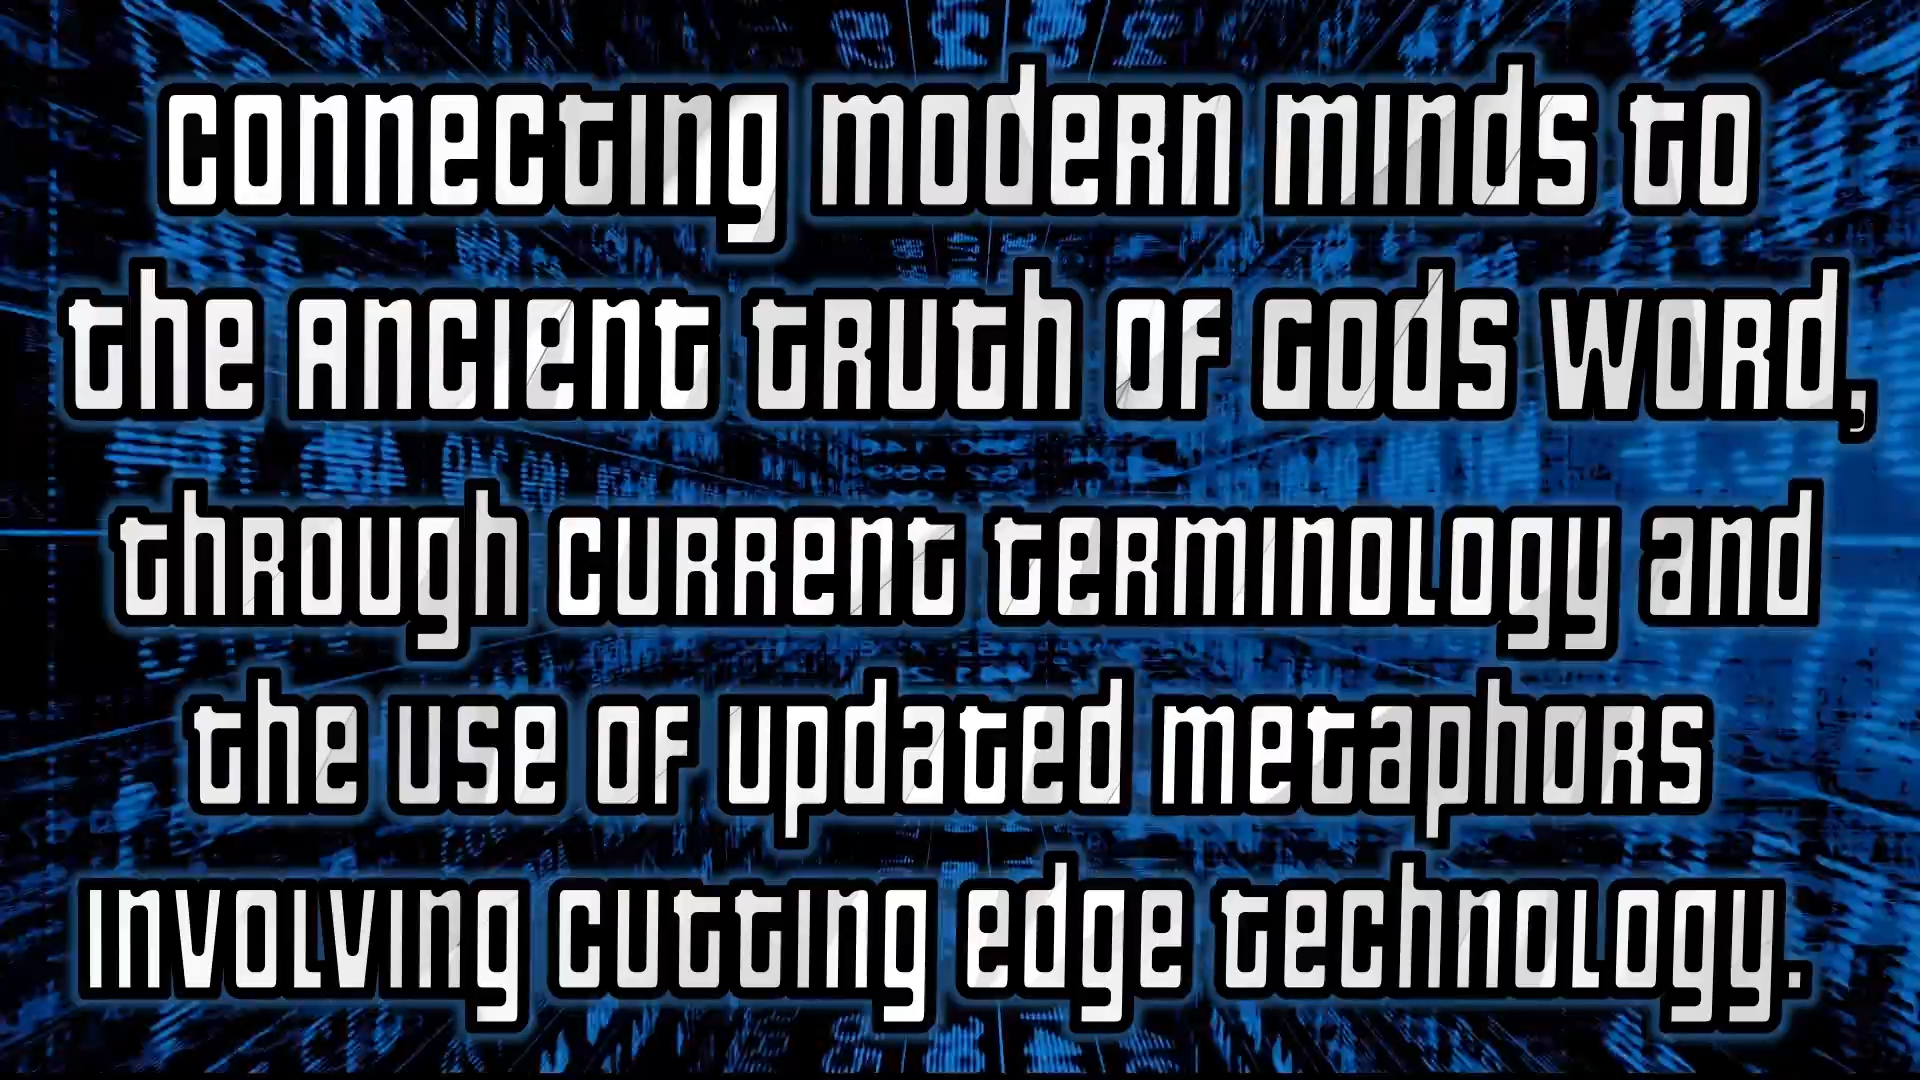 connecting modern minds to
the ancient truth of gods word,
through current terminology and
the use of updated metaphors
involving cutting edge technology.